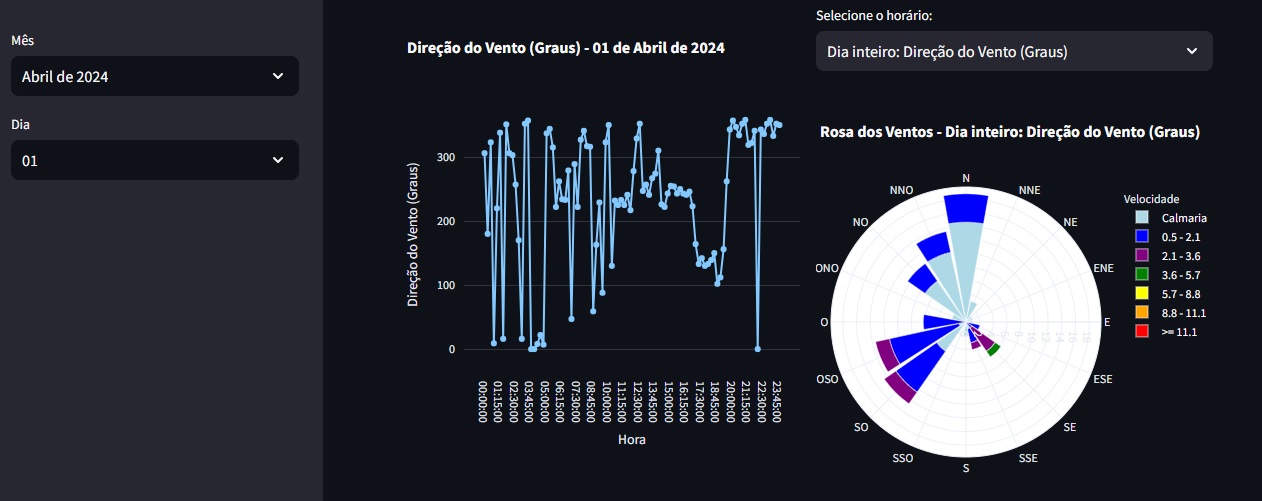 Mês
Abril de 2024
Dia
01
Direção do Vento (Graus) - 01 de Abril de 2024
Direção do Vento (Graus)
300
200
100
0
00:00:00
01:15:00
02:30:00
03:45:00
05:00:00
06:15:00
07:30:00
08:45:00
10:00:00
11:15:00
12:30:00
13:45:00
15:00:00
16:15:00
17:30:00
18:45:00
20:00:00
21:15:00
22:30:00
23:45:00
Hora
Selecione o horário:
Dia inteiro: Direção do Vento (Graus)
Rosa dos Ventos - Dia inteiro: Direção do Vento (Graus)
N
NNE
NE
ENE
E
ESE
SE
SSE
S
SSO
SO
OSO
O
ONO
NO
NNO
Velocidade
Calmaria
0.5 - 2.1
2.1 - 3.6
3.6 - 5.7
5.7 - 8.8
8.8 - 11.1
>= 11.1